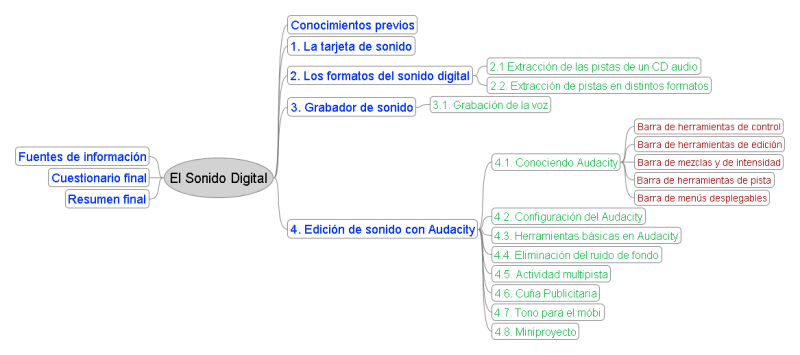 El Sonido Digital
Conocimientos previos
1. La tarjeta de sonido
2. Los formatos del sonido digital
2.1 Extracción de las pistas de un CD audio
2.2. Extracción de pistas en distintos formatos
3. Grabador de sonido
3.1. Grabación de la voz
4. Edición de sonido con Audacity
4.1. Conociendo Audacity
Barra de herramientas de control
Barra de herramientas de edición
Barra de mezclas y de intensidad
Barra de herramientas de pista
Barra de menús desplegables
4.2. Configuración del Audacity
4.3. Herramientas básicas en Audacity
4.4. Eliminación del ruido de fondo
4.5. Actividad multipista
4.6. Cuña Publicitaria
4.7. Tono para el móbi
4.8. Miniproyecto
Fuentes de información
Cuestionario final
Resumen final